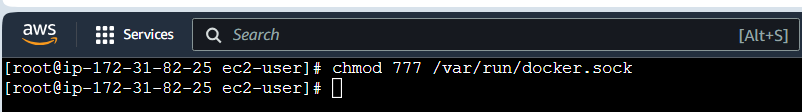 aws
Services
Search
[Alt+S]
[root@ip-172-31-82-25 ec2-user]# chmod 777 /var/run/docker.sock
[root@ip-172-31-82-25 ec2-user]#